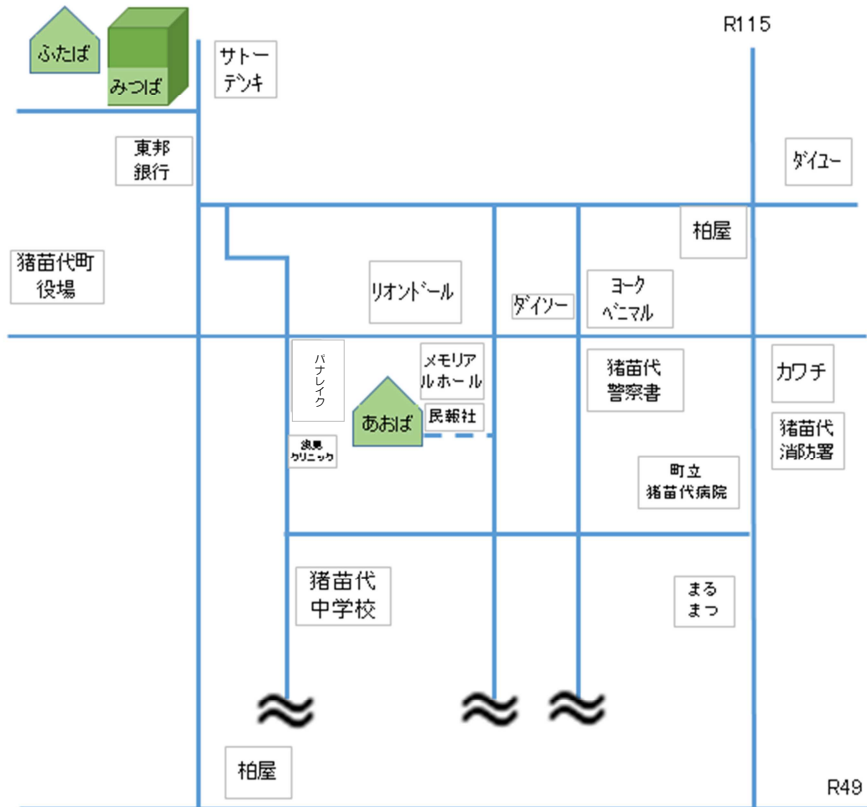 R115
ふたば
みつば
サトー
デンキ
東邦
銀行
ダイユー
柏屋
猪苗代町
役場
リオンドール
ダイソー
ヨーク
ベニマル
パナレイク
メモリア
ルホール
民報社
あおば
猪苗代
警察書
カワチ
猪苗代
消防署
クリニック
町立
猪苗代病院
猪苗代
中学校
まる
まつ
柏屋
R49